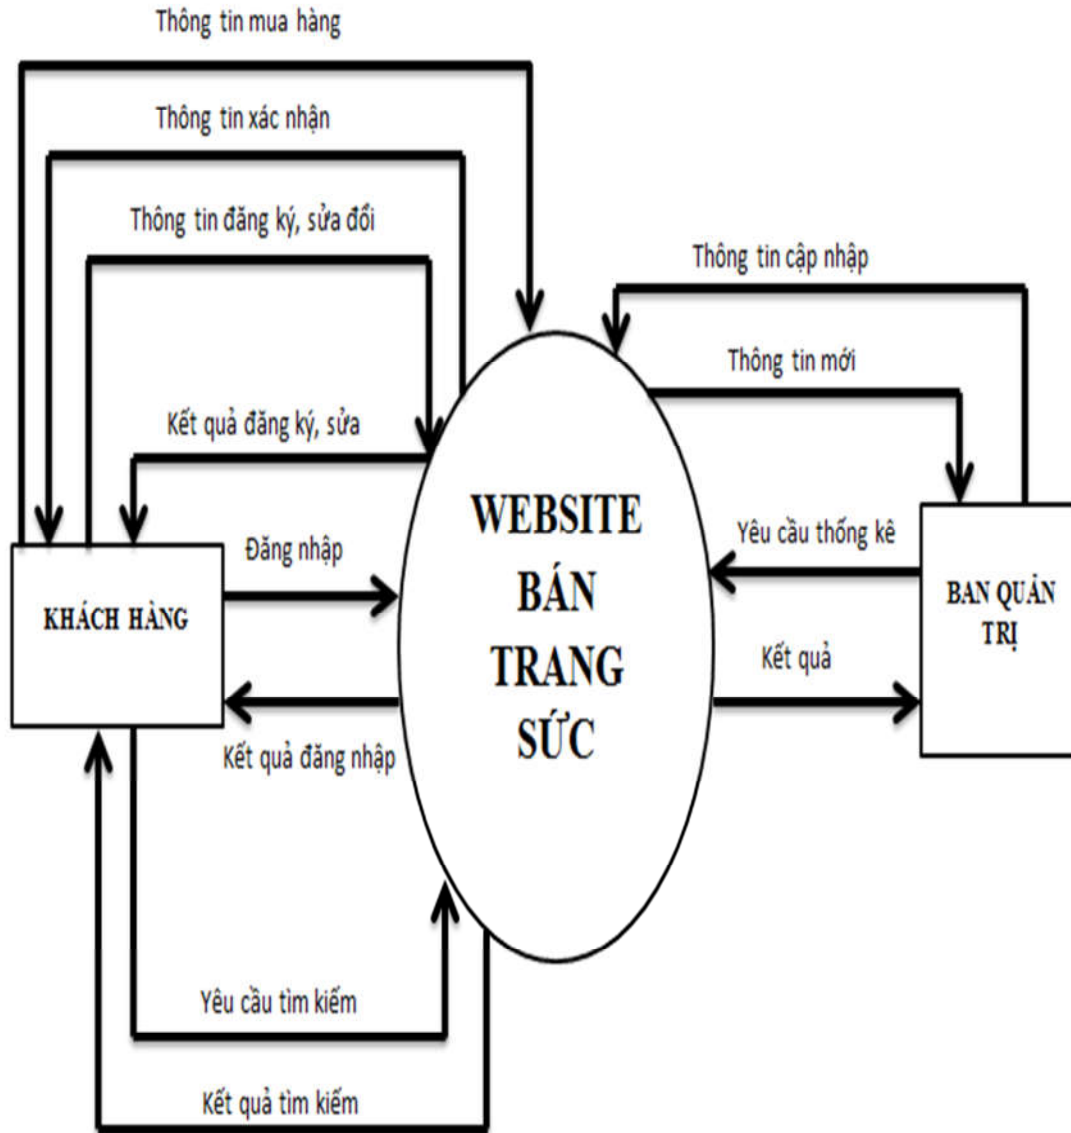 Thông tin mua hàng
Thông tin xác nhận
Thông tin đăng ký, sửa đổi
Thông tin cập nhập
Thông tin mới
Kết quả đăng ký, sửa
WEBSITE
BÁN
TRANG
SỨC
Đăng nhập
Yêu cầu thống kê
KHÁCH HÀNG
BAN QUẢN
TRỊ
Kết quả
Kết quả đăng nhập
Yêu cầu tìm kiếm
Kết quả tìm kiếm